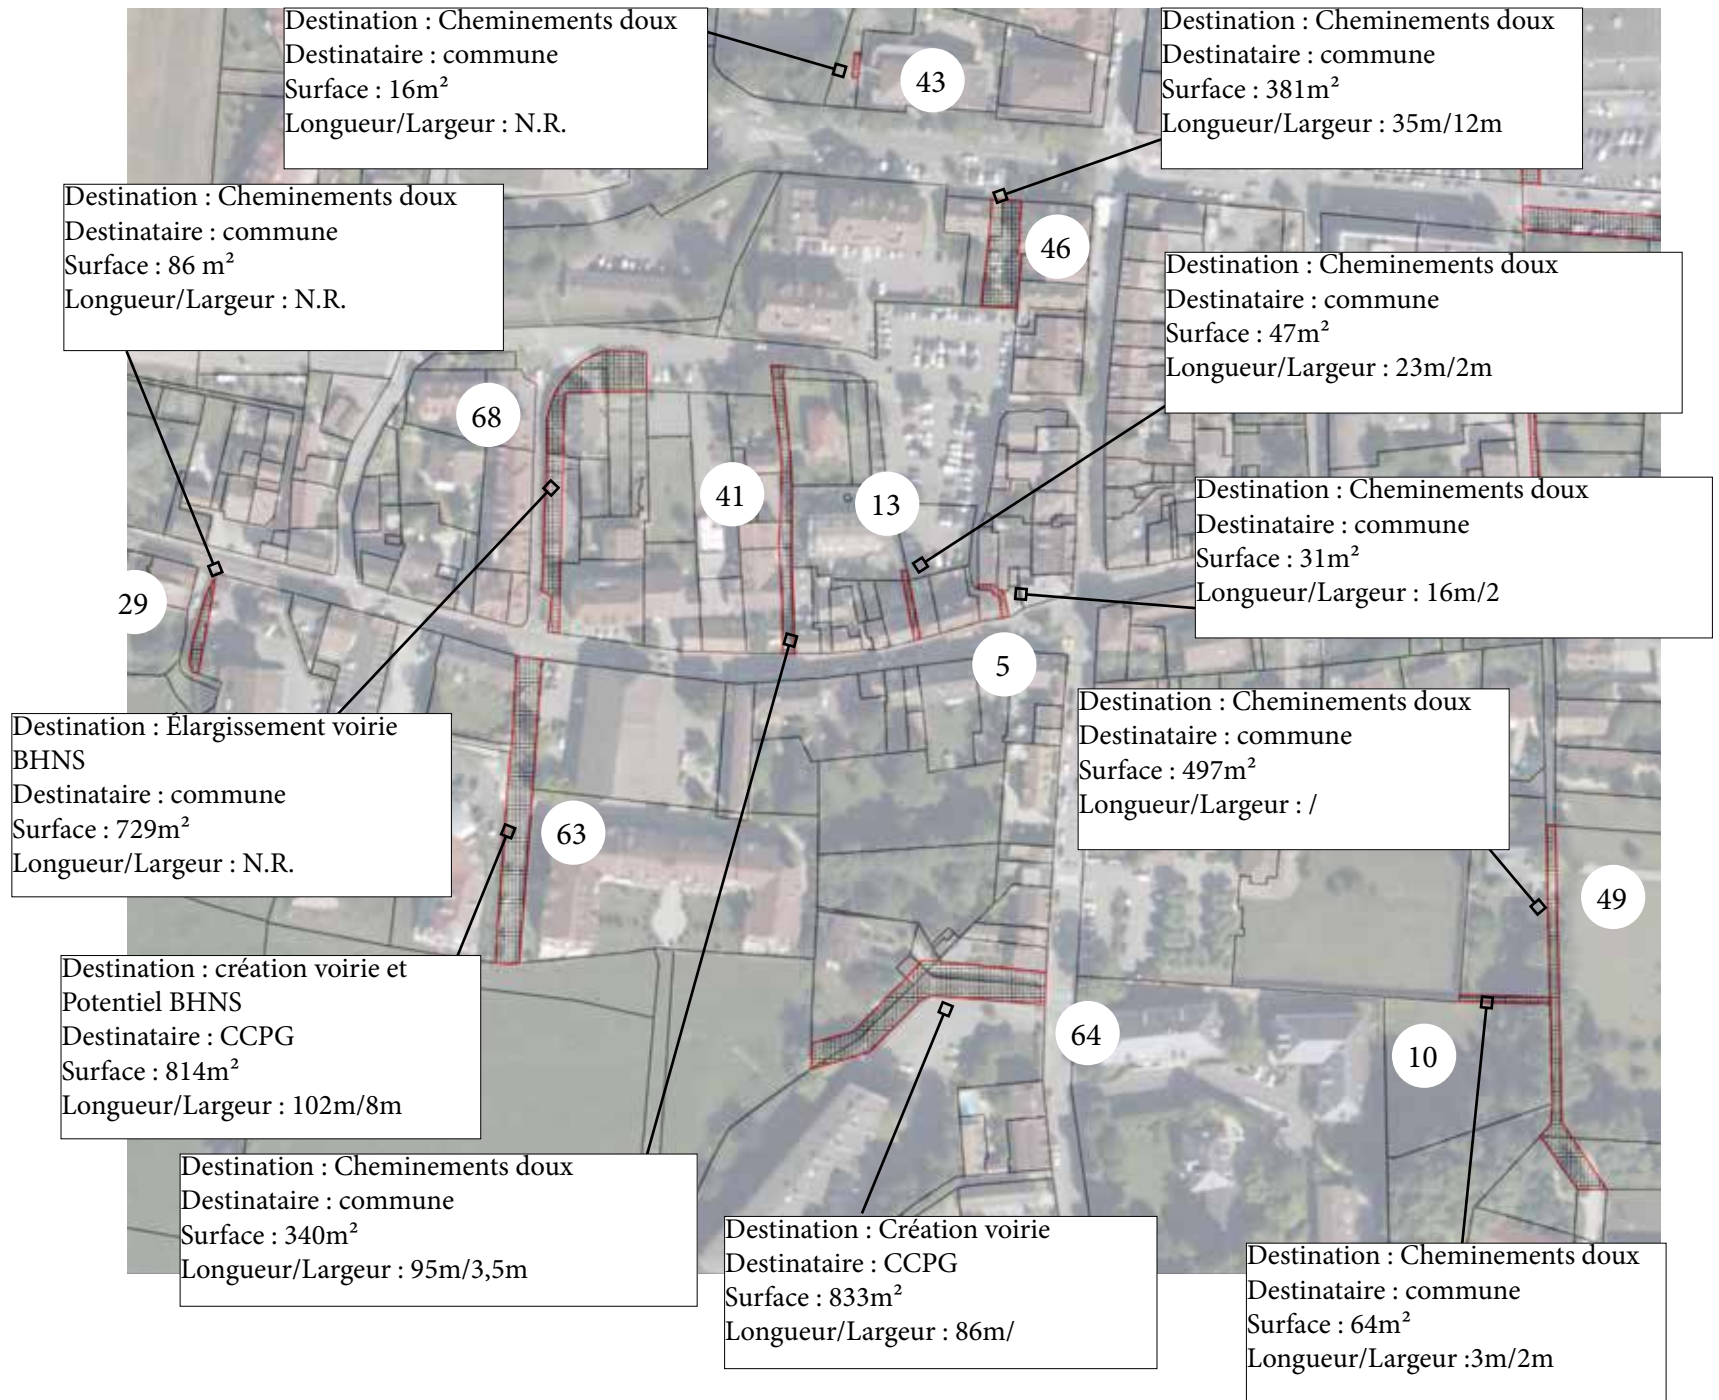 Destination : Cheminements doux
Destinataire : commune
Surface : 16m²
Longueur/Largeur : N.R.
43
Destination : Cheminements doux
Destinataire : commune
Surface : 381m²
Longueur/Largeur : 35m/12m
Destination : Cheminements doux
Destinataire : commune
Surface : 86 m²
Longueur/Largeur : N.R.
46
Destination : Cheminements doux
Destinataire : commune
Surface : 47m²
Longueur/Largeur : 23m/2m
68
41
13
Destination : Cheminements doux
Destinataire : commune
Surface : 31m²
Longueur/Largeur : 16m/2
29
5
Destination : Cheminements doux
Destinataire : commune
Surface : 497m²
Longueur/Largeur : /
Destination : Élargissement voirie
BHNS
Destinataire : commune
Surface : 729m²
Longueur/Largeur : N.R.
63
49
Destination : création voirie et
Potentiel BHNS
Destinataire : CCPG
Surface : 814m²
Longueur/Largeur : 102m/8m
64
10
Destination : Cheminements doux
Destinataire : commune
Surface : 340m²
Longueur/Largeur : 95m/3,5m
Destination : Création voirie
Destinataire : CCPG
Surface : 833m²
Longueur/Largeur : 86m/
Destination : Cheminements doux
Destinataire : commune
Surface : 64m²
Longueur/Largeur :3m/2m